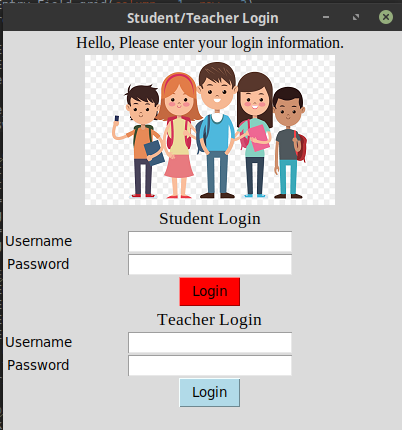 Student/Teacher Login
Hello, Please enter your login information.
Student Login
Username
Password
Login
Teacher Login
Username
Password
Login